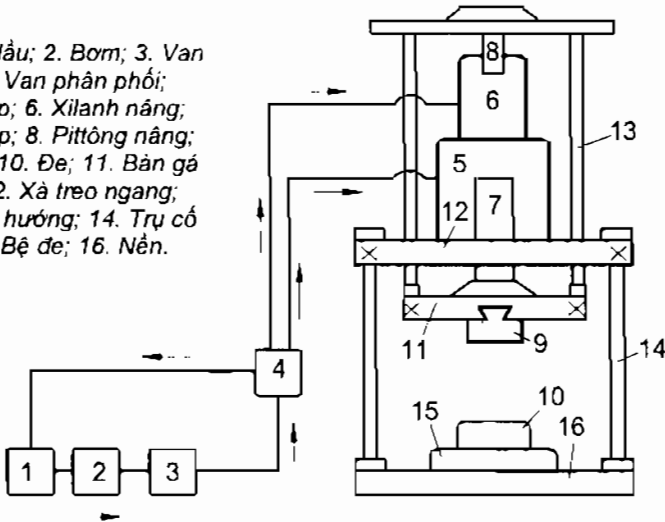 lầu; 2. Bơm; 3. Van
Van phân phối;
p; 6. Xilanh nâng;
p; 8. Pittông nâng;
10. Đe; 11. Bàn gá
2. Xà treo ngang;
hướng; 14. Trụ cố
Bệ đe; 16. Nền.
8
6
13
5
7
12
11
9
14
4
10
15
16
1
2
3